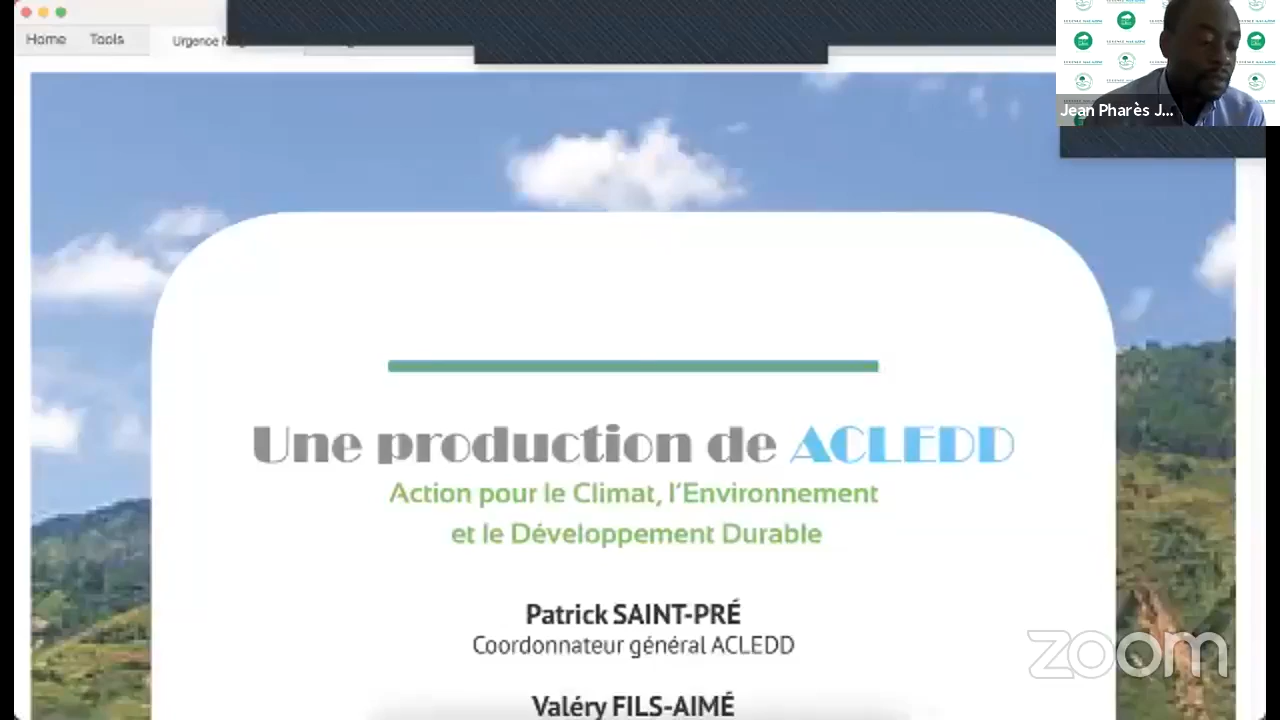 Home Tools Urgence
Jean Pharès J...
Une production de ACLEDD
Action pour le Climat, l'Environnement
et le Développement Durable
Patrick SAINT-PRÉ
Coordonnateur général ACLEDD
Valéry FILS-AIMÉ
zoom